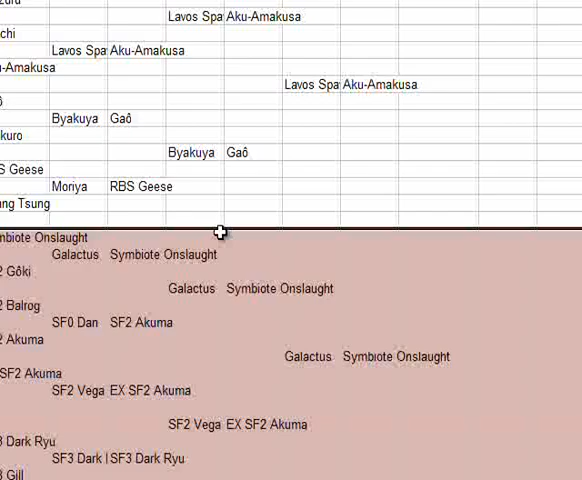 Lavos Spa Aku-Amakusa
chi
Lavos Spa Aku-Amakusa
-Amakusa
Lavos Spa Aku-Amakusa
Byakuya Gaô
kuro
Byakuya Gaô
S Geese
Moriya RBS Geese
ng Tsung
mbiote Onslaught
Galactus Symbiote Onslaught
2 Gôki
Galactus Symbiote Onslaught
2 Balrog
SF0 Dan SF2 Akuma
2 Akuma
Galactus Symbiote Onslaught
SF2 Akuma
SF2 Vega EX SF2 Akuma
SF2 Vega EX SF2 Akuma
3 Dark Ryu
SF3 Dark SF3 Dark Ryu
3 Gill